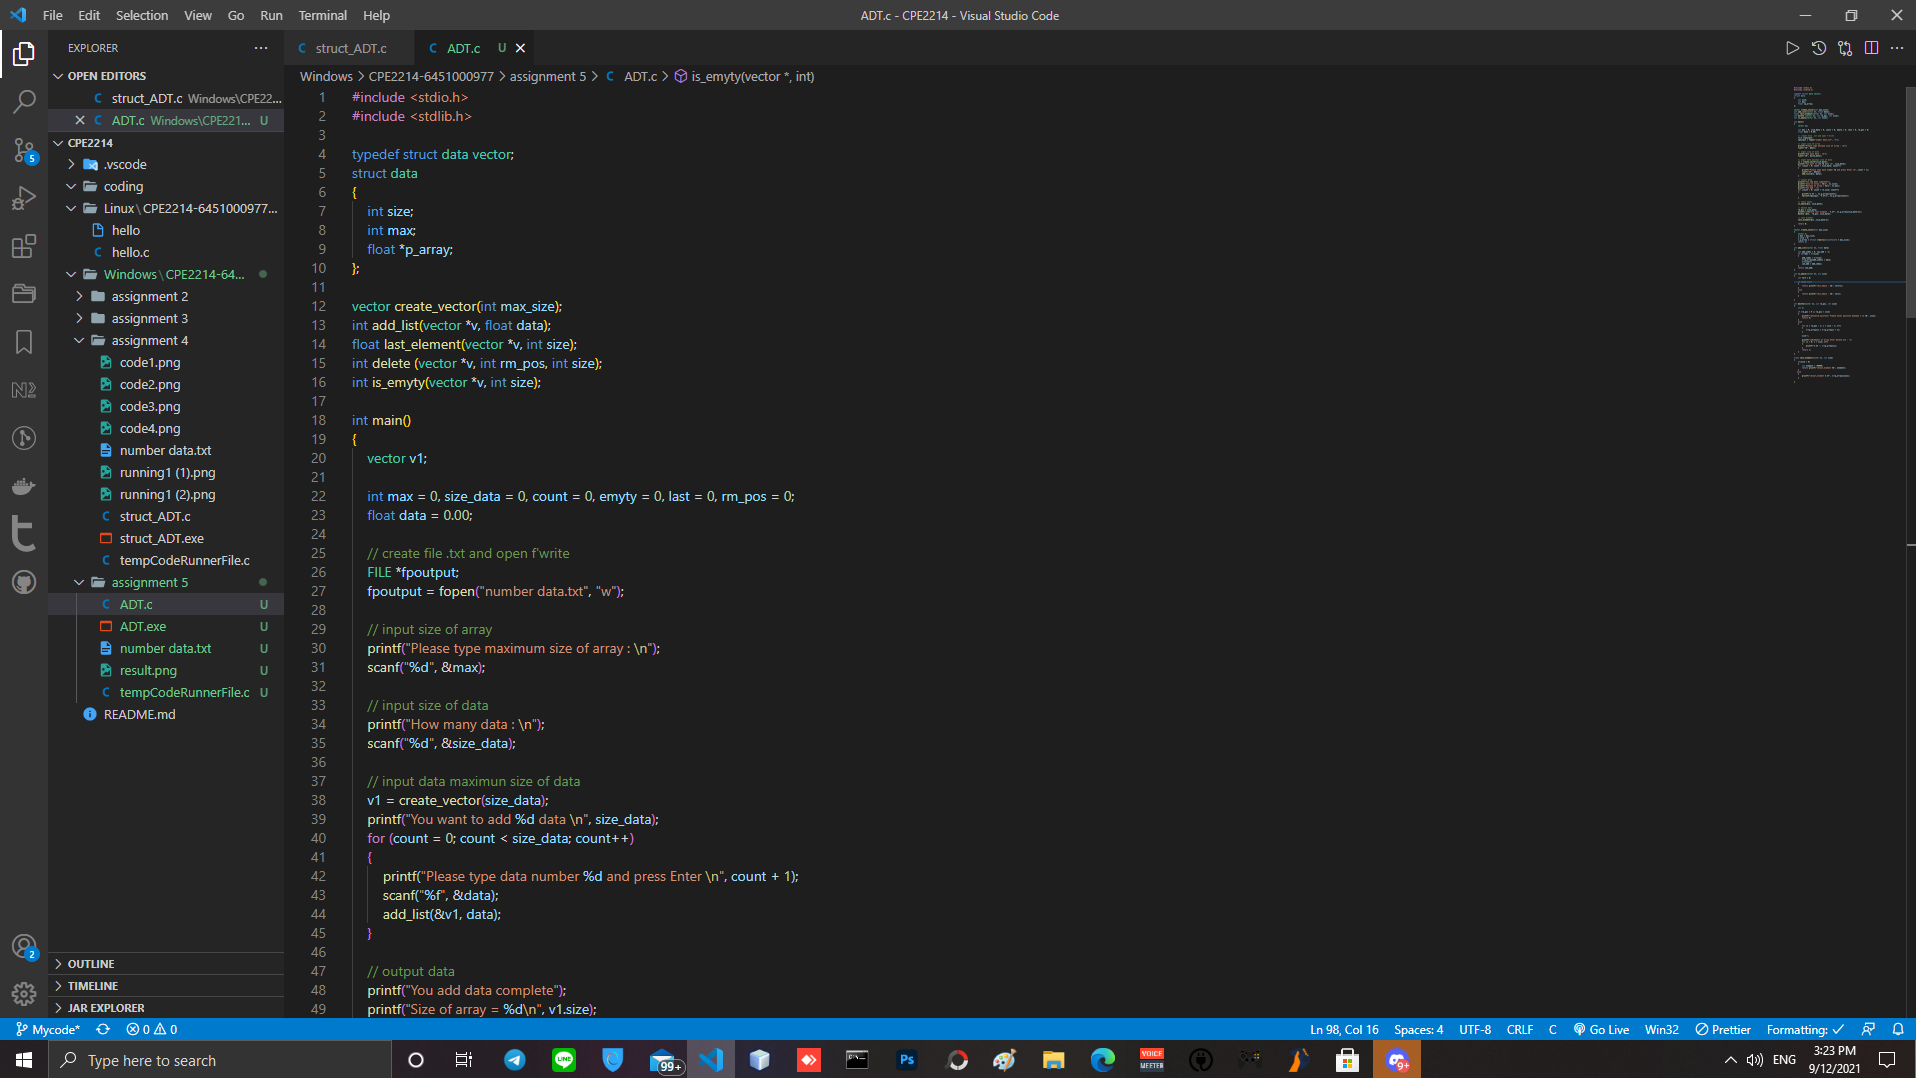 File Edit Selection View Go Run Terminal Help
ADT.c - CPE2214 - Visual Studio Code
EXPLORER
OPEN EDITORS
struct_ADT.c Windows\CPE22...
ADT.c Windows\CPE221... U
CPE2214
.vscode
coding
Linux\CPE2214-6451000977...
hello
hello.c
Windows\CPE2214-64...
assignment 2
assignment 3
assignment 4
code1.png
code2.png
code3.png
code4.png
number data.txt
running1 (1).png
running1 (2).png
struct_ADT.c
struct_ADT.exe
tempCodeRunnerFile.c
assignment 5
ADT.c U
ADT.exe U
number data.txt U
result.png U
tempCodeRunnerFile.c U
README.md
OUTLINE
TIMELINE
JAR EXPLORER
5
2
struct_ADT.c
ADT.c U
Windows > CPE2214-6451000977 > assignment 5 > C ADT.c > is_emyty(vector *, int)
1 #include <stdio.h>
2 #include <stdlib.h>
3
4 typedef struct data vector;
5 struct data
6 {
7 int size;
8 int max;
9 float *p_array;
10 };
11
12 vector create_vector(int max_size);
13 int add_list(vector *v, float data);
14 float last_element(vector *v, int size);
15 int delete (vector *v, int rm_pos, int size);
16 int is_emyty(vector *v, int size);
17
18 int main()
19 {
20 vector v1;
21
22 int max = 0, size_data = 0, count = 0, emyty = 0, last = 0, rm_pos = 0;
23 float data = 0.00;
24
25 // create file .txt and open f'write
26 FILE *fpoutput;
27 fpoutput = fopen("number data.txt", "w");
28
29 // input size of array
30 printf("Please type maximum size of array : \n");
31 scanf("%d", &max);
32
33 // input size of data
34 printf("How many data : \n");
35 scanf("%d", &size_data);
36
37 // input data maximun size of data
38 v1 = create_vector(size_data);
39 printf("You want to add %d data \n", size_data);
40 for (count = 0; count < size_data; count++)
41 {
42 printf("Please type data number %d and press Enter \n", count + 1);
43 scanf("%f", &data);
44 add_list(&v1, data);
45 }
46
47 // output data
48 printf("You add data complete");
49 printf("Size of array = %d\n", v1.size);
Mycode* 0 0
Ln 98, Col 16 Spaces: 4 UTF-8 CRLF C Go Live Win32 Prettier Formatting: ✓
Type here to search
LINE
99+
Ps
VOICE
MEETER
9+
ENG
3:23 PM
9/12/2021